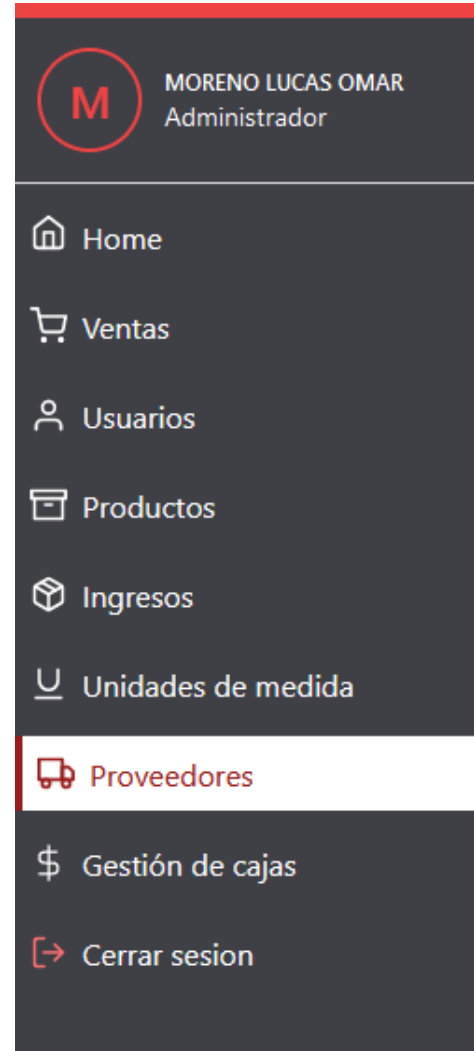 M
MORENO LUCAS OMAR
Administrador
Home
Ventas
Usuarios
Productos
Ingresos
Unidades de medida
Proveedores
Gestión de cajas
Cerrar sesion